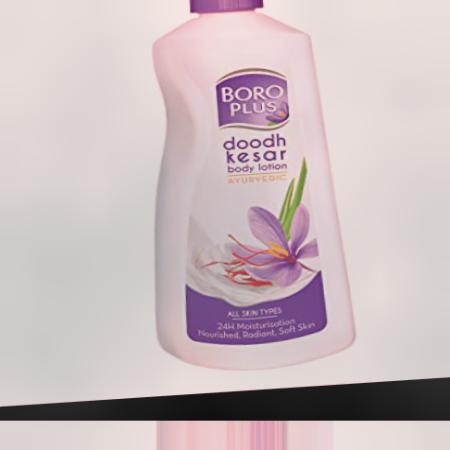 BORO
PLUS
doodh
kesar
body lotion
AYURVEDIC
ALL SKIN TYPES
24H Moisturisation
Nourished, Radiant, Soft Skin